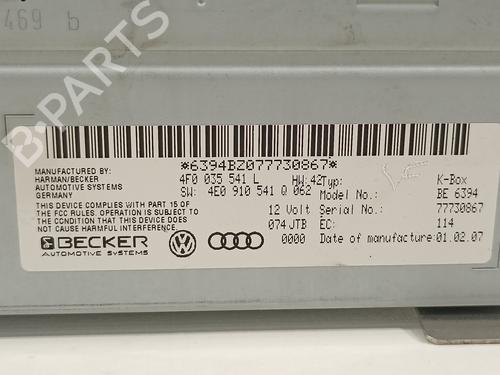 469 b
B-PARTS
*6394BZ077730867*
MANUFACTURED BY:
HARMAN/BECKER
AUTOMOTIVE SYSTEMS
GERMANY
THIS DEVICE COMPLIES WITH PART 15 OF
THE FCC RULES. OPERATION IS SUBJECT
TO THE CONDITION THAT THIS DEVICE DOES
NOT CAUSE HARMFUL INTERFERENCE.
BECKER
AUTOMOTIVE SYSTEMS
4F0 035 541 L HW:42 Typ: K-Box
SW: 4E0 910 541 Q 062 Model No.: BE 6394
12 Volt Serial No.: 77730867
074 JTB EC: 114
0000 Date of manufacture: 01.02.07